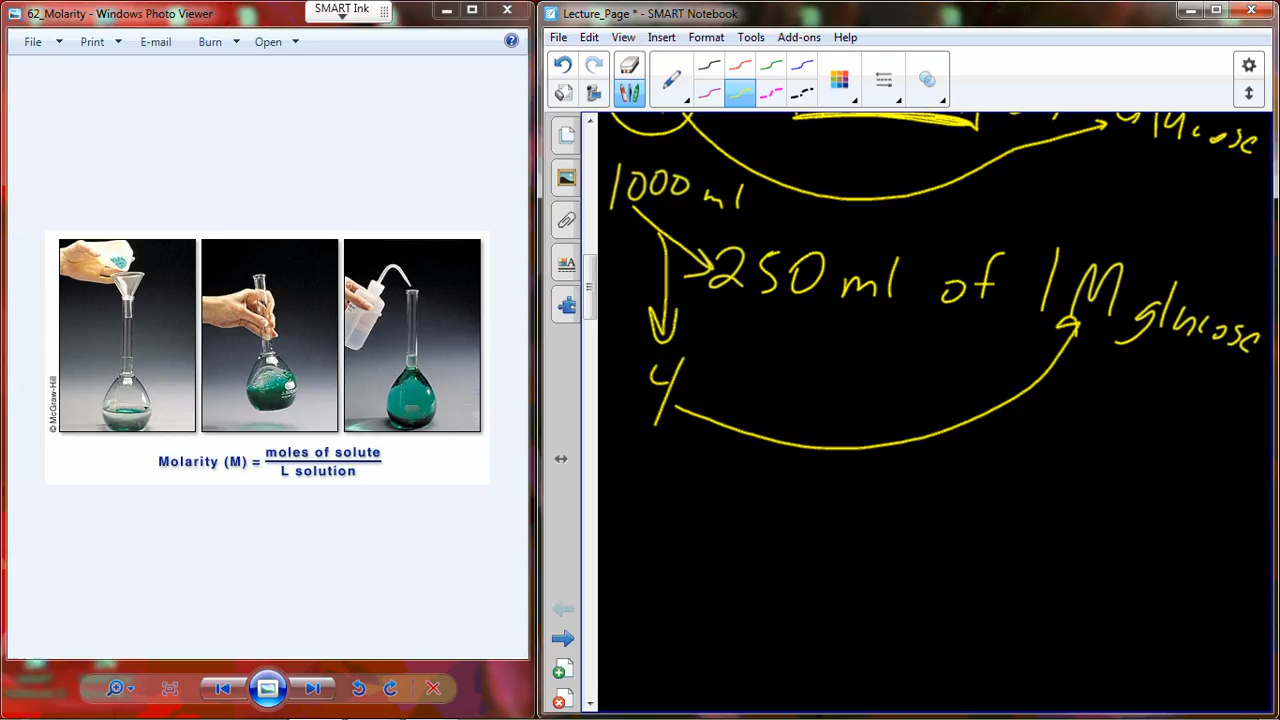 62_Molarity - Windows Photo Viewer
SMART Ink
File Print E-mail Burn Open
© McGraw-Hill
Molarity (M) = moles of solute
L solution
Lecture_Page * - SMART Notebook
File Edit View Insert Format Tools Add-ons Help
glucose
1000 ml
250 ml of 1 M glucose
4